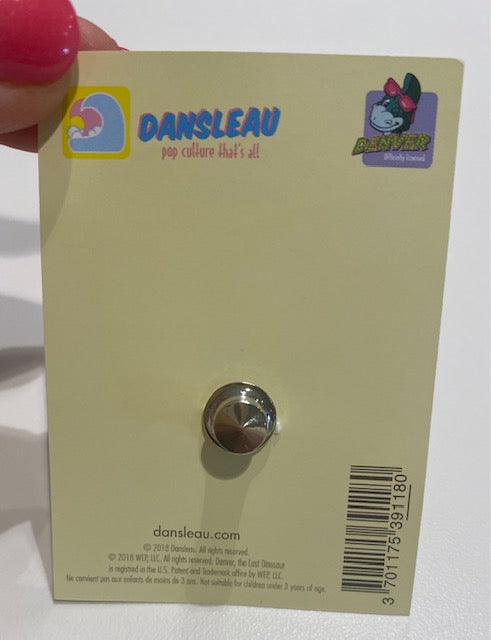 DANSLEAU
pop culture that's all
DENVER
Officially licensed
dansleau.com
© 2018 Dansleau. All rights reserved.
© 2018 WEP, LLC. All rights reserved. Denver, the Last Dinosaur
is registered in the U.S. Patent and Trademark office by WEP, LLC.
Ne convient pas aux enfants de moins de 3 ans. Not suitable for children under 3 years of age.
3 701175 391180